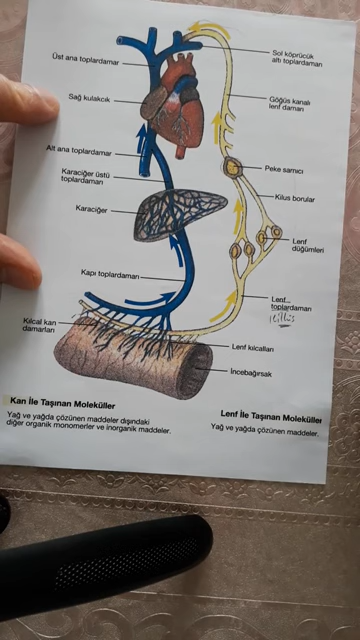 Üst ana toplardamar
Sol köprücük
altı toplardamarı
Sağ kulakcık
Göğüs kanalı
lenf damarı
Alt ana toplardamar
Peke sarnıcı
Karaciğer üstü
toplardamarı
Kilus borular
Karaciğer
Lenf
düğümleri
Kapı toplardamarı
Lenf
toplardamarı
Kılcal kan
damarları
Lenf kılcalları
İncebağırsak
Kan İle Taşınan Moleküller
Yağ ve yağda çözünen maddeler dışındaki
diğer organik monomerler ve inorganik maddeler.
Lenf İle Taşınan Moleküller
Yağ ve yağda çözünen maddeler.